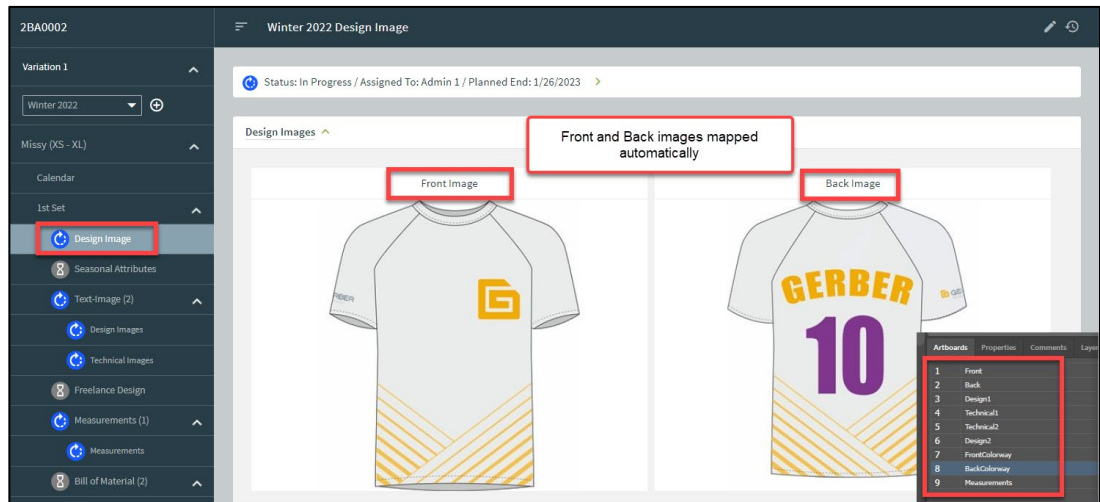 2BA0002
Winter 2022 Design Image
Variation 1
Winter 2022
Status: In Progress / Assigned To: Admin 1 / Planned End: 1/26/2023
Missy (XS - XL)
Design Images
Front and Back images mapped
automatically
Calendar
Front Image
Back Image
1st Set
Design Image
Seasonal Attributes
Text-Image (2)
Design Images
Technical Images
Freelance Design
Measurements (1)
Measurements
Bill of Material (2)
GERBER
10
Artboards Properties Comments
1 Front
2 Back
3 Design1
4 Technical1
5 Technical2
6 Design2
7 FrontColorway
8 BackColorway
9 Measurements